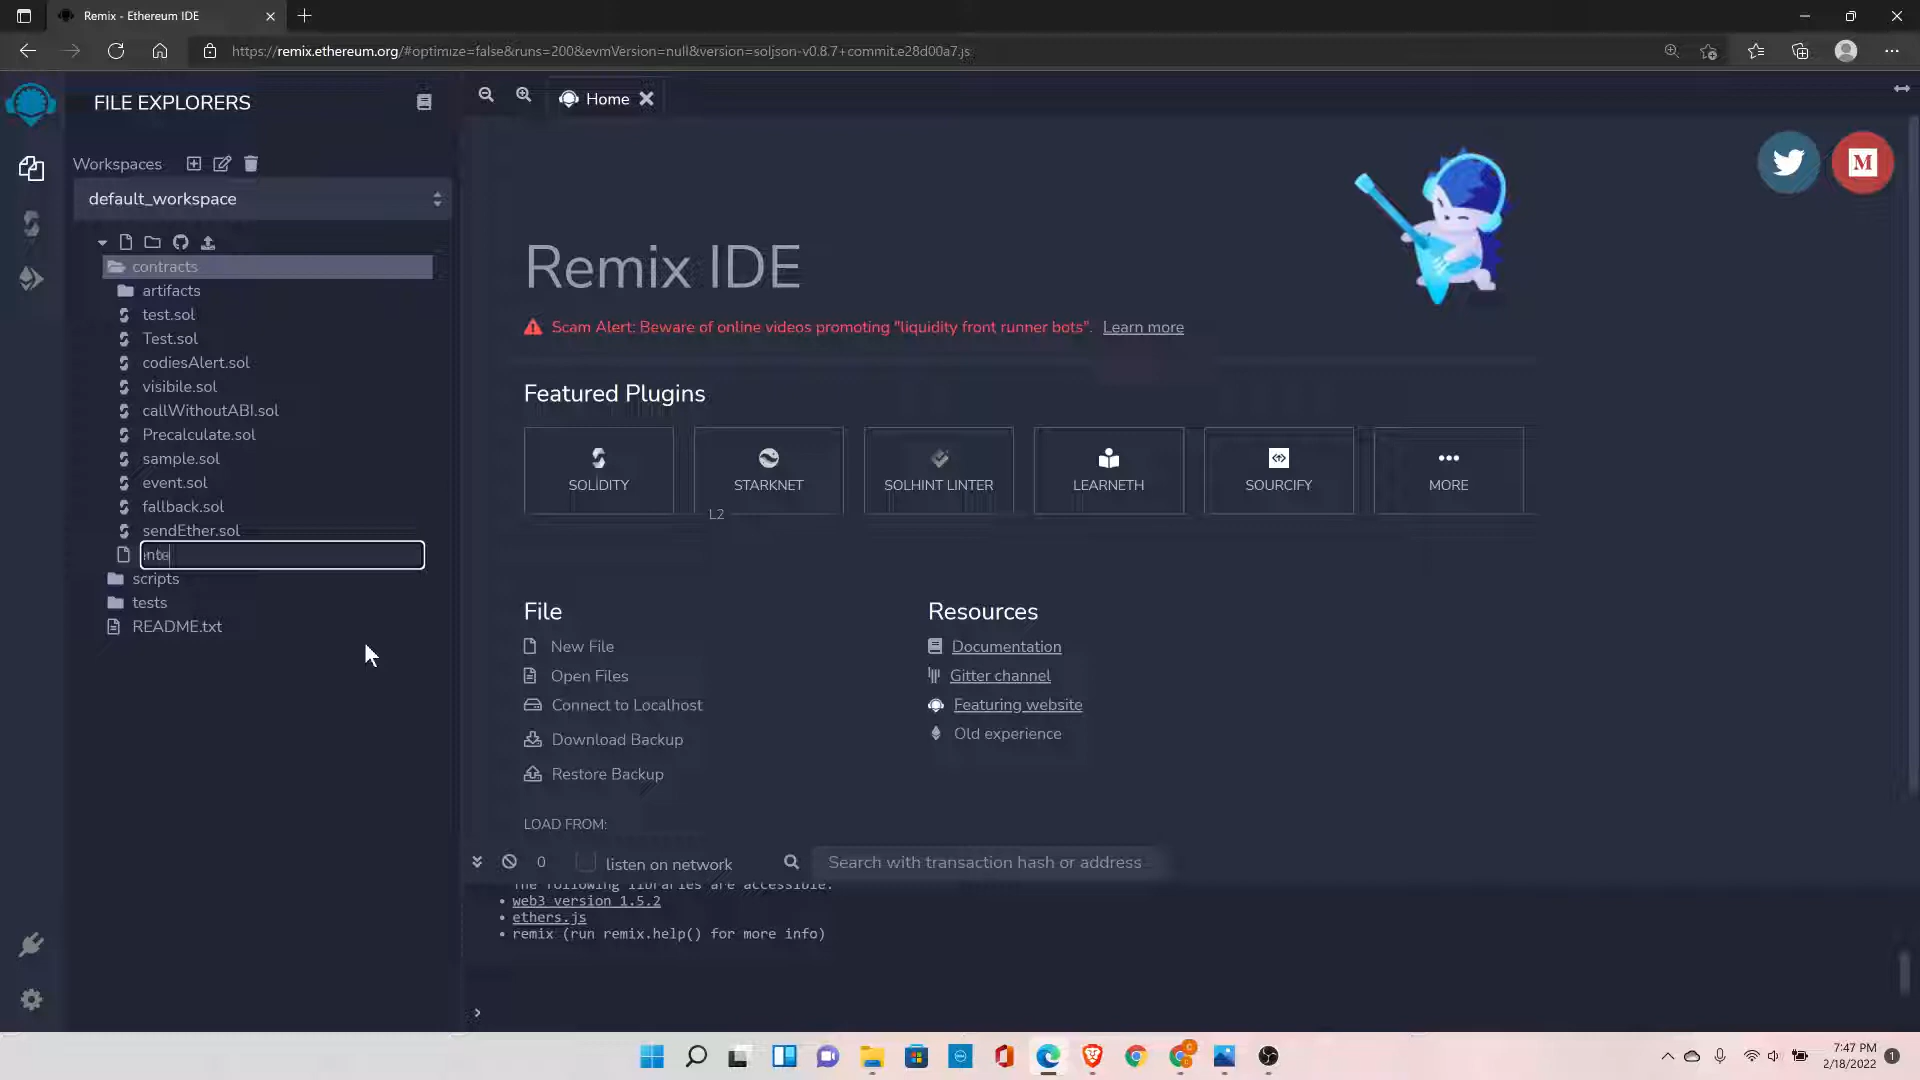 Remix - Ethereum IDE
https://remix.ethereum.org/#optimize=false&runs=200&evmVersion=null&version=soljson-v0.8.7+commit.e28d00a7.js
FILE EXPLORERS
Home
Workspaces
default_workspace
contracts
artifacts
test.sol
Test.sol
codiesAlert.sol
visibile.sol
callWithoutABI.sol
Precalculate.sol
sample.sol
event.sol
fallback.sol
sendEther.sol
scripts
tests
README.txt
Remix IDE
Scam Alert: Beware of online videos promoting "liquidity front runner bots". Learn more
M
Featured Plugins
SOLIDITY
STARKNET
SOLHINT LINTER
LEARNETH
SOURCIFY
MORE
L2
File
New File
Open Files
Connect to Localhost
Download Backup
Restore Backup
LOAD FROM:
Resources
Documentation
Gitter channel
Featuring website
Old experience
0
listen on network
Search with transaction hash or address
The following libraries are accessible:
• web3 version 1.5.2
• ethers.js
• remix (run remix.help() for more info)
>
7:47 PM
2/18/2022
1